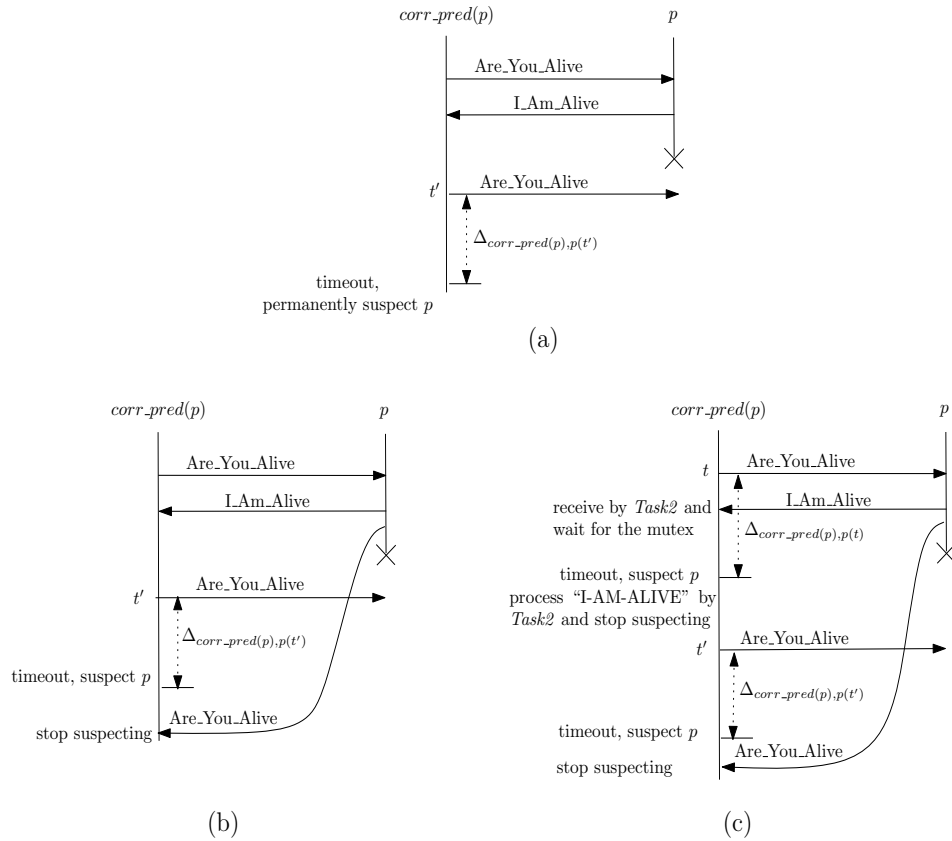 corr_pred(p)
p
Are_You_Alive
I_Am_Alive
t′
Are_You_Alive
Δcorr_pred(p),p(t′)
timeout,
permanently suspect p
(a)
corr_pred(p)
p
Are_You_Alive
I_Am_Alive
t′
Are_You_Alive
Δcorr_pred(p),p(t′)
timeout, suspect p
Are_You_Alive
stop suspecting
(b)
corr_pred(p)
p
t
Are_You_Alive
I_Am_Alive
receive by Task2 and
wait for the mutex
Δcorr_pred(p),p(t)
timeout, suspect p
process “I-AM-ALIVE” by
Task2 and stop suspecting
t′
Are_You_Alive
Δcorr_pred(p),p(t′)
timeout, suspect p
Are_You_Alive
stop suspecting
(c)